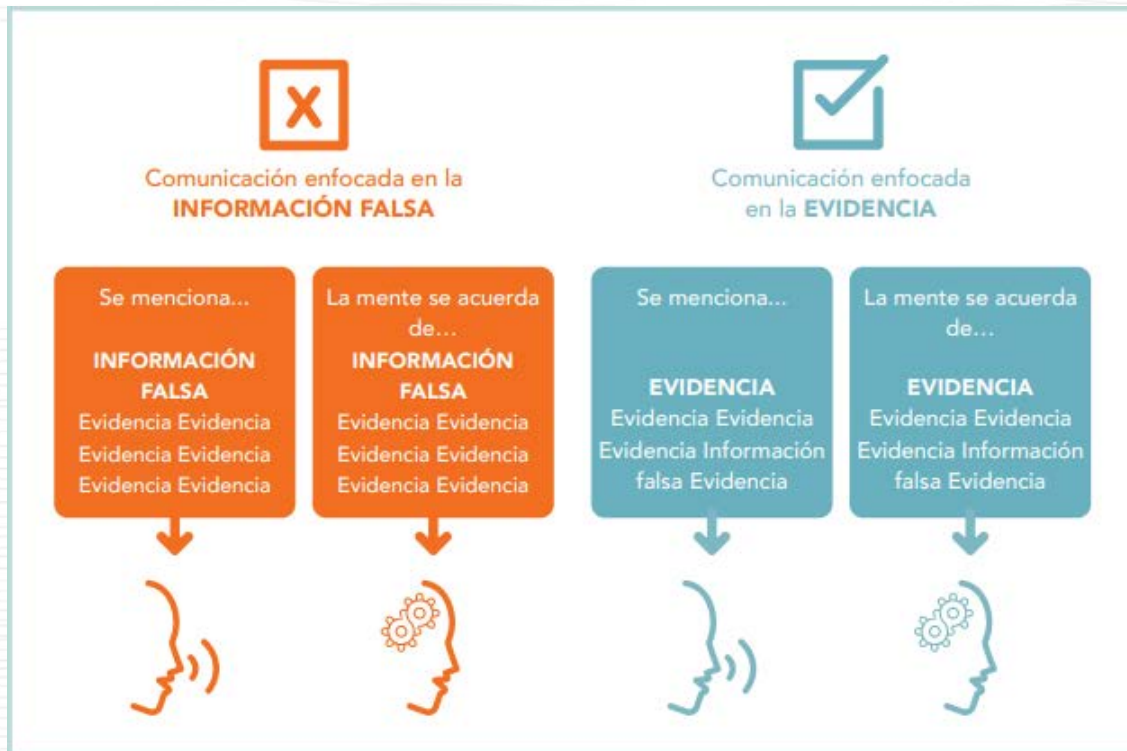 X
Comunicación enfocada en la
INFORMACIÓN FALSA
Se menciona...
INFORMACIÓN
FALSA
Evidencia Evidencia
Evidencia Evidencia
Evidencia Evidencia
La mente se acuerda
de...
INFORMACIÓN
FALSA
Evidencia Evidencia
Evidencia Evidencia
Evidencia Evidencia
Comunicación enfocada
en la EVIDENCIA
Se menciona...
EVIDENCIA
Evidencia Evidencia
Evidencia Información
falsa Evidencia
La mente se acuerda
de...
EVIDENCIA
Evidencia Evidencia
Evidencia Información
falsa Evidencia